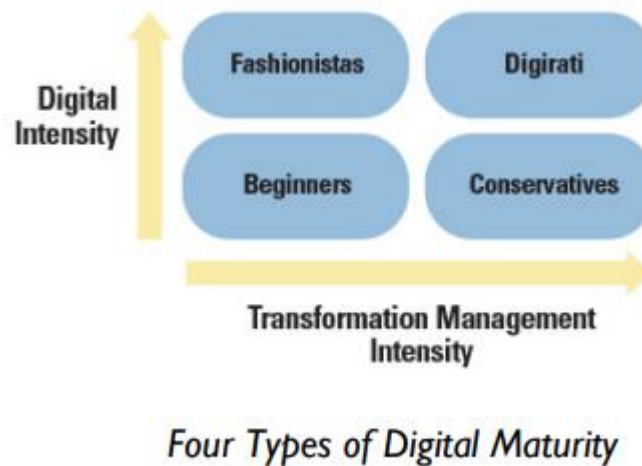 Fashionistas
Digirati
Digital
Intensity
Beginners
Conservatives
Transformation Management
Intensity
Four Types of Digital Maturity